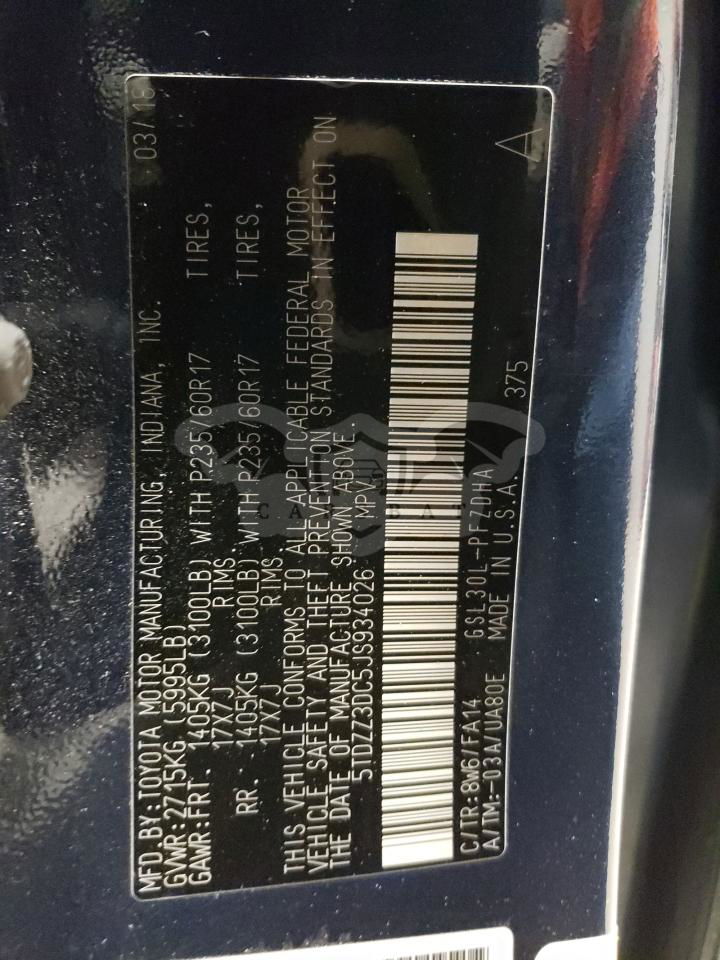 MFD.BY:TOYOTA MOTOR MANUFACTURING, INDIANA, INC. 03/18
GVWR:2715KG (5995LB)
GAWR:FRT. 1405KG (3100LB) WITH P235/60R17 TIRES,
17X7J RIMS
RR. 1405KG (3100LB) WITH P235/60R17 TIRES,
17X7J RIMS
THIS VEHICLE CONFORMS TO ALL APPLICABLE FEDERAL MOTOR
VEHICLE SAFETY AND THEFT PREVENTION STANDARDS IN EFFECT ON
THE DATE OF MANUFACTURE SHOWN ABOVE.
5TDZZ3DC5JS934026 MPV
C/TR:8W67/FA14 GSL30L-PFZDHA
A/TM:-03A/UA80E MADE IN U.S.A. 375